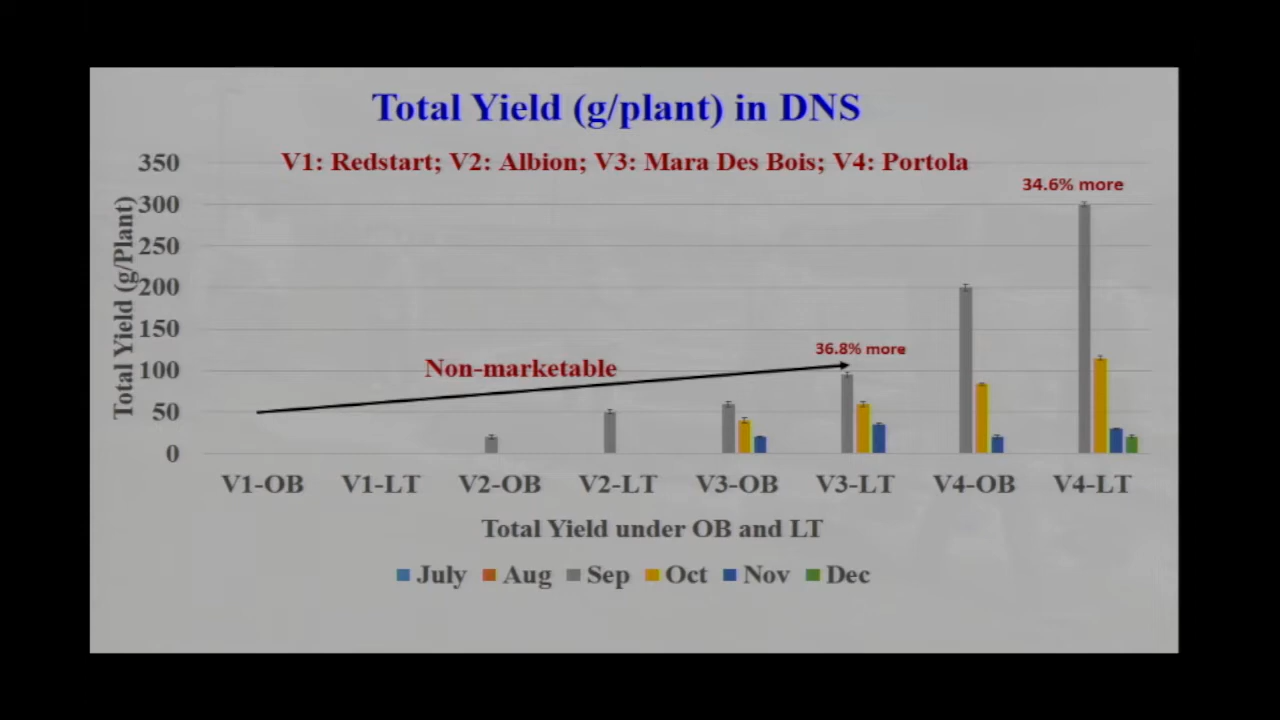 Total Yield (g/plant) in DNS
V1: Redstart; V2: Albion; V3: Mara Des Bois; V4: Portola
34.6% more
36.8% more
Non-marketable
Total Yield (g/Plant)
350
300
250
200
150
100
50
0
V1-OB V1-LT V2-OB V2-LT V3-OB V3-LT V4-OB V4-LT
Total Yield under OB and LT
July Aug Sep Oct Nov Dec